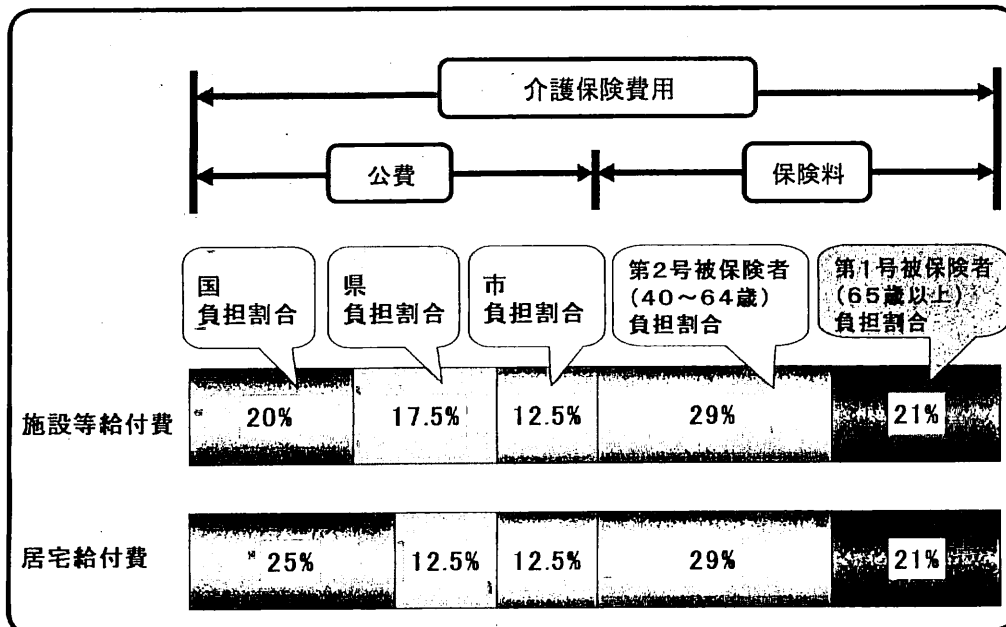 介護保険費用
公費
保険料
国
負担割合
県
負担割合
市
負担割合
第2号被保険者
(40～64歳)
負担割合
第1号被保険者
(65歳以上)
負担割合
施設等給付費
20%
17.5%
12.5%
29%
21%
居宅給付費
25%
12.5%
12.5%
29%
21%